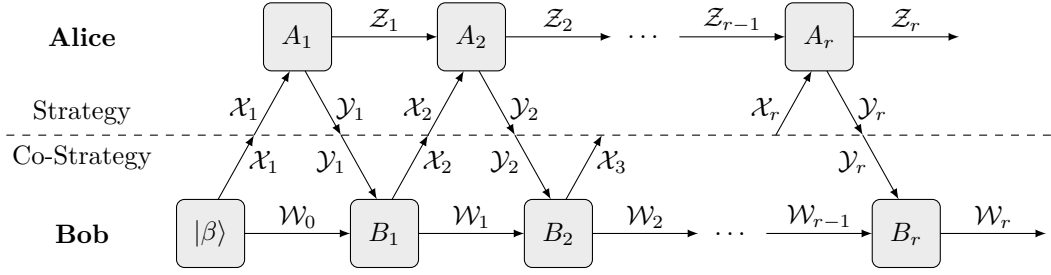 Alice A₁ 𝒵₁ A₂ 𝒵₂ ⋯ 𝒵ᵣ₋₁ Aᵣ 𝒵ᵣ
Strategy 𝒳₁ 𝒴₁ 𝒳₂ 𝒴₂ 𝒳ᵣ 𝒴ᵣ
Co-Strategy 𝒳₁ 𝒴₁ 𝒳₂ 𝒴₂ 𝒳₃ 𝒴ᵣ
Bob |β⟩ 𝒲₀ B₁ 𝒲₁ B₂ 𝒲₂ ⋯ 𝒲ᵣ₋₁ Bᵣ 𝒲ᵣ